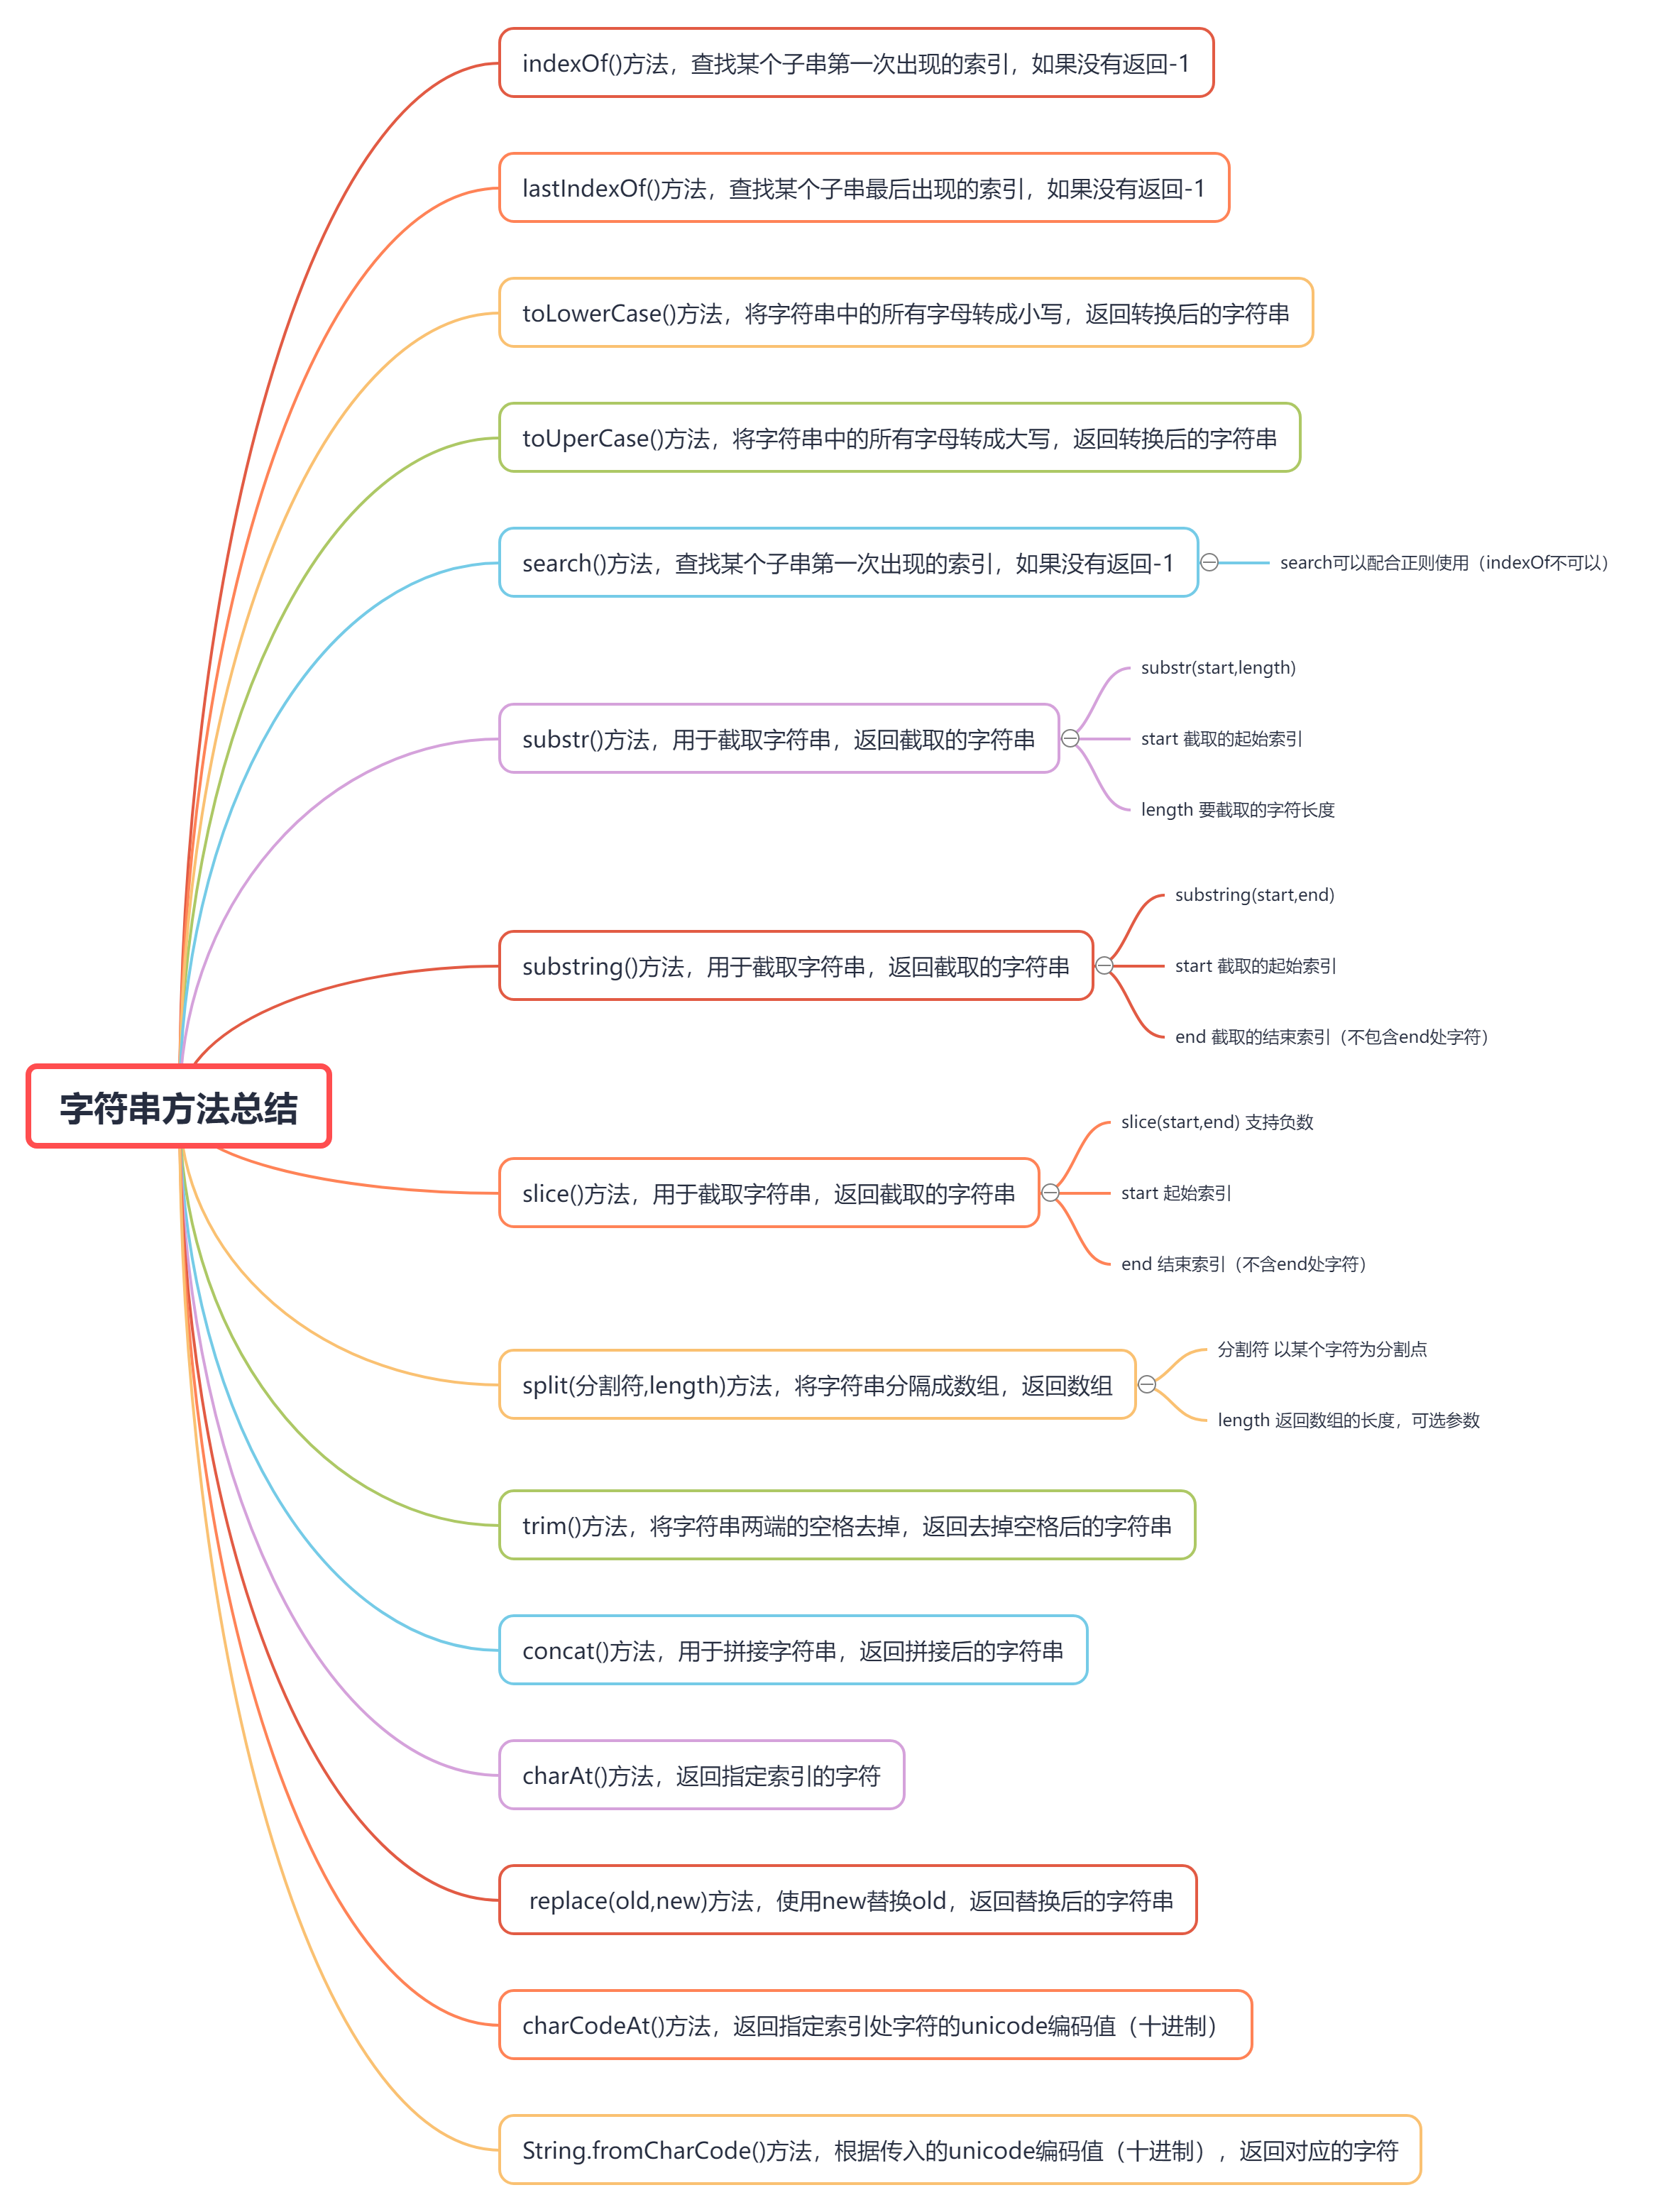 indexOf()方法，查找某个子串第一次出现的索引，如果没有返回-1
lastIndexOf()方法，查找某个子串最后出现的索引，如果没有返回-1
toLowerCase()方法，将字符串中的所有字母转成小写，返回转换后的字符串
toUperCase()方法，将字符串中的所有字母转成大写，返回转换后的字符串
search()方法，查找某个子串第一次出现的索引，如果没有返回-1
search可以配合正则使用（indexOf不可以）
substr()方法，用于截取字符串，返回截取的字符串
substr(start,length)
start 截取的起始索引
length 要截取的字符长度
substring()方法，用于截取字符串，返回截取的字符串
substring(start,end)
start 截取的起始索引
end 截取的结束索引（不包含end处字符）
字符串方法总结
slice()方法，用于截取字符串，返回截取的字符串
slice(start,end) 支持负数
start 起始索引
end 结束索引（不含end处字符）
split(分割符,length)方法，将字符串分隔成数组，返回数组
分割符 以某个字符为分割点
length 返回数组的长度，可选参数
trim()方法，将字符串两端的空格去掉，返回去掉空格后的字符串
concat()方法，用于拼接字符串，返回拼接后的字符串
charAt()方法，返回指定索引的字符
replace(old,new)方法，使用new替换old，返回替换后的字符串
charCodeAt()方法，返回指定索引处字符的unicode编码值（十进制）
String.fromCharCode()方法，根据传入的unicode编码值（十进制），返回对应的字符